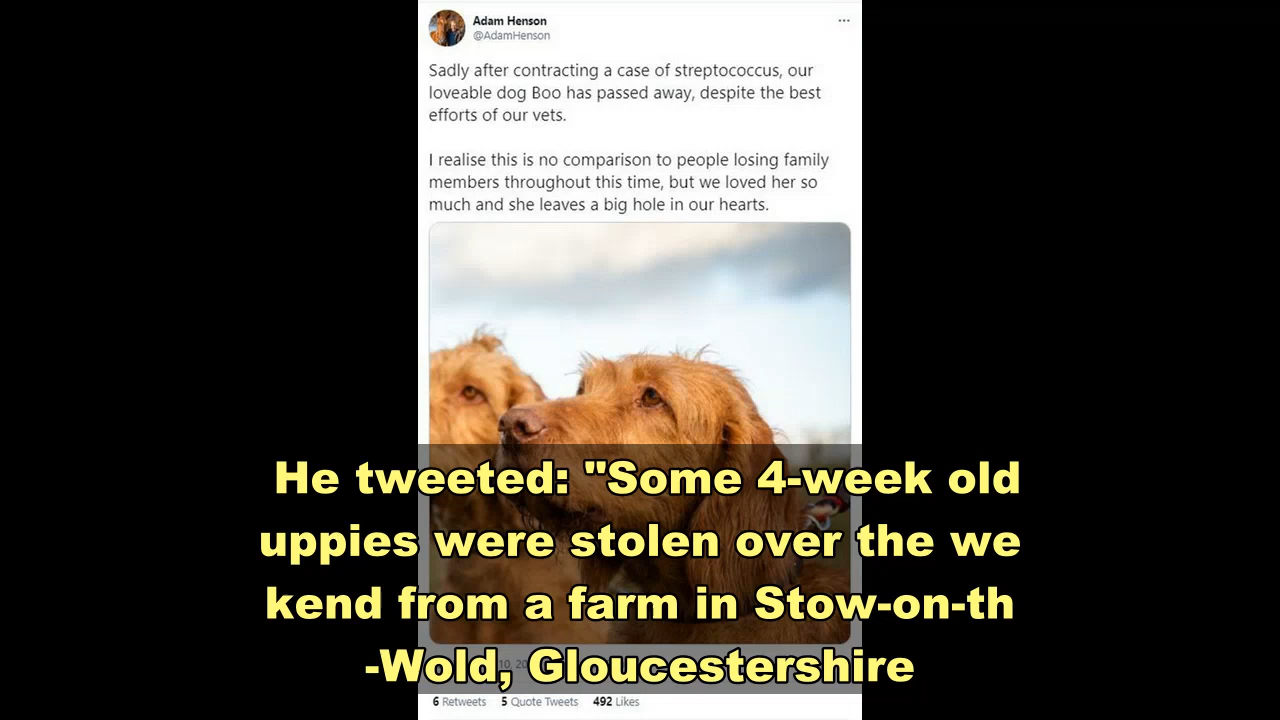 Adam Henson
@AdamHenson
Sadly after contracting a case of streptococcus, our
loveable dog Boo has passed away, despite the best
efforts of our vets.
I realise this is no comparison to people losing family
members throughout this time, but we loved her so
much and she leaves a big hole in our hearts.
He tweeted: "Some 4-week old
uppies were stolen over the we
kend from a farm in Stow-on-th
-Wold, Gloucestershire
6 Retweets 5 Quote Tweets 492 Likes